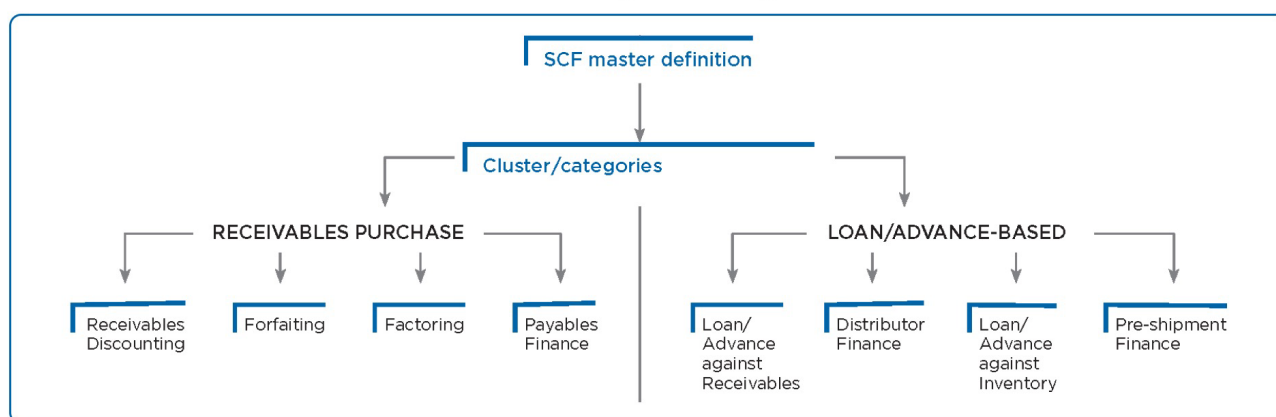 SCF master definition
Cluster/categories
RECEIVABLES PURCHASE
LOAN/ADVANCE-BASED
Receivables
Discounting
Forfaiting
Factoring
Payables
Finance
Loan/
Advance
against
Receivables
Distributor
Finance
Loan/
Advance
against
Inventory
Pre-shipment
Finance